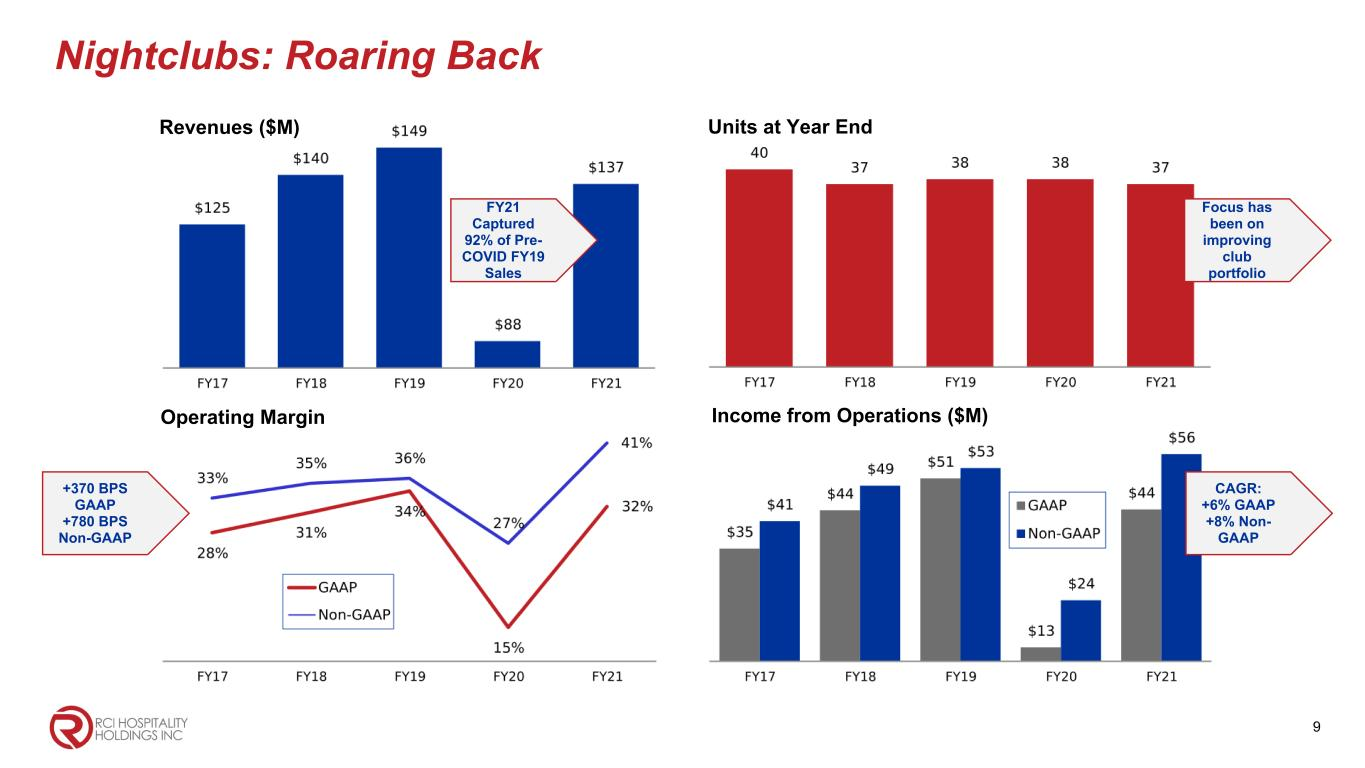 Nightclubs: Roaring Back
Revenues ($M)
$125
$140
$149
$88
$137
FY21
Captured
92% of Pre-
COVID FY19
Sales
FY17
FY18
FY19
FY20
FY21
Units at Year End
40
37
38
38
37
Focus has
been on
improving
club
portfolio
FY17
FY18
FY19
FY20
FY21
Operating Margin
+370 BPS
GAAP
+780 BPS
Non-GAAP
33%
35%
36%
27%
41%
28%
31%
34%
15%
32%
GAAP
Non-GAAP
FY17
FY18
FY19
FY20
FY21
Income from Operations ($M)
$35
$41
$44
$49
$51
$53
$13
$24
$44
$56
GAAP
Non-GAAP
CAGR:
+6% GAAP
+8% Non-
GAAP
FY17
FY18
FY19
FY20
FY21
RCI HOSPITALITY
HOLDINGS INC
9